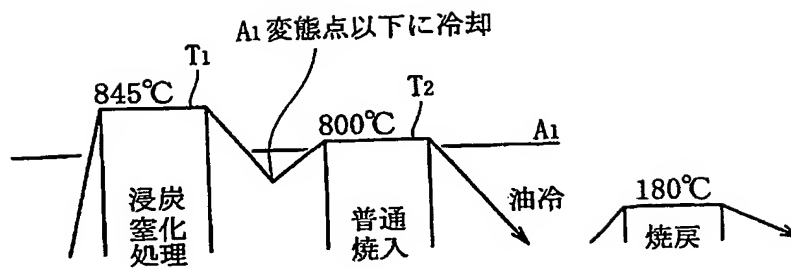 A1変態点以下に冷却
T1
845℃
T2
800℃
A1
浸炭
窒化
処理
普通
焼入
油冷
180℃
焼戻